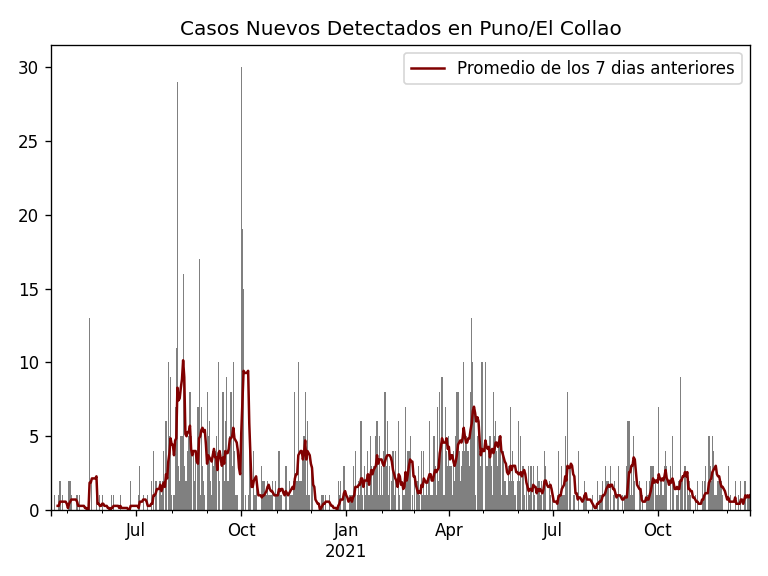 Casos Nuevos Detectados en Puno/El Collao
Promedio de los 7 dias anteriores
30
25
20
15
10
5
0
Jul
Oct
Jan
Apr
Jul
Oct
2021